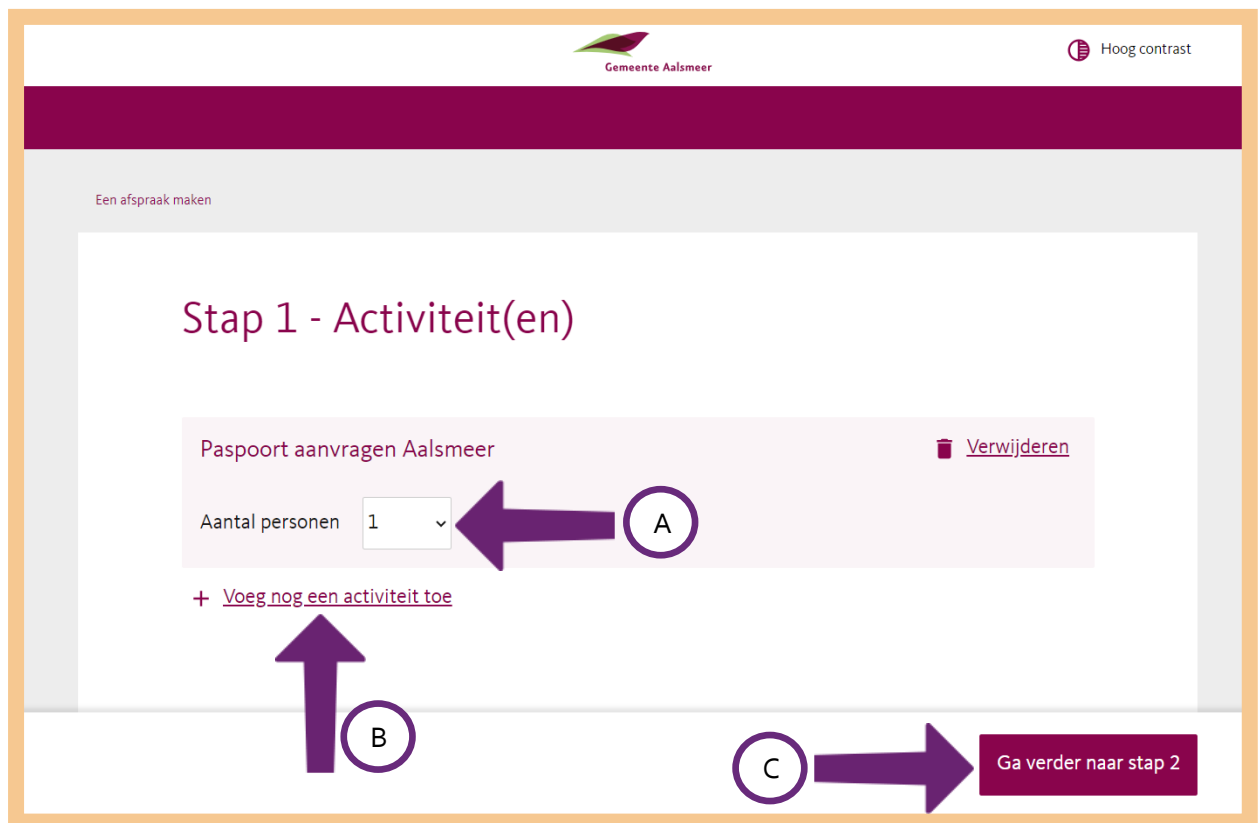 Gemeente Aalsmeer
Hoog contrast
Een afspraak maken
Stap 1 - Activiteit(en)
Paspoort aanvragen Aalsmeer
Verwijderen
Aantal personen 1
A
+ Voeg nog een activiteit toe
B
C
Ga verder naar stap 2